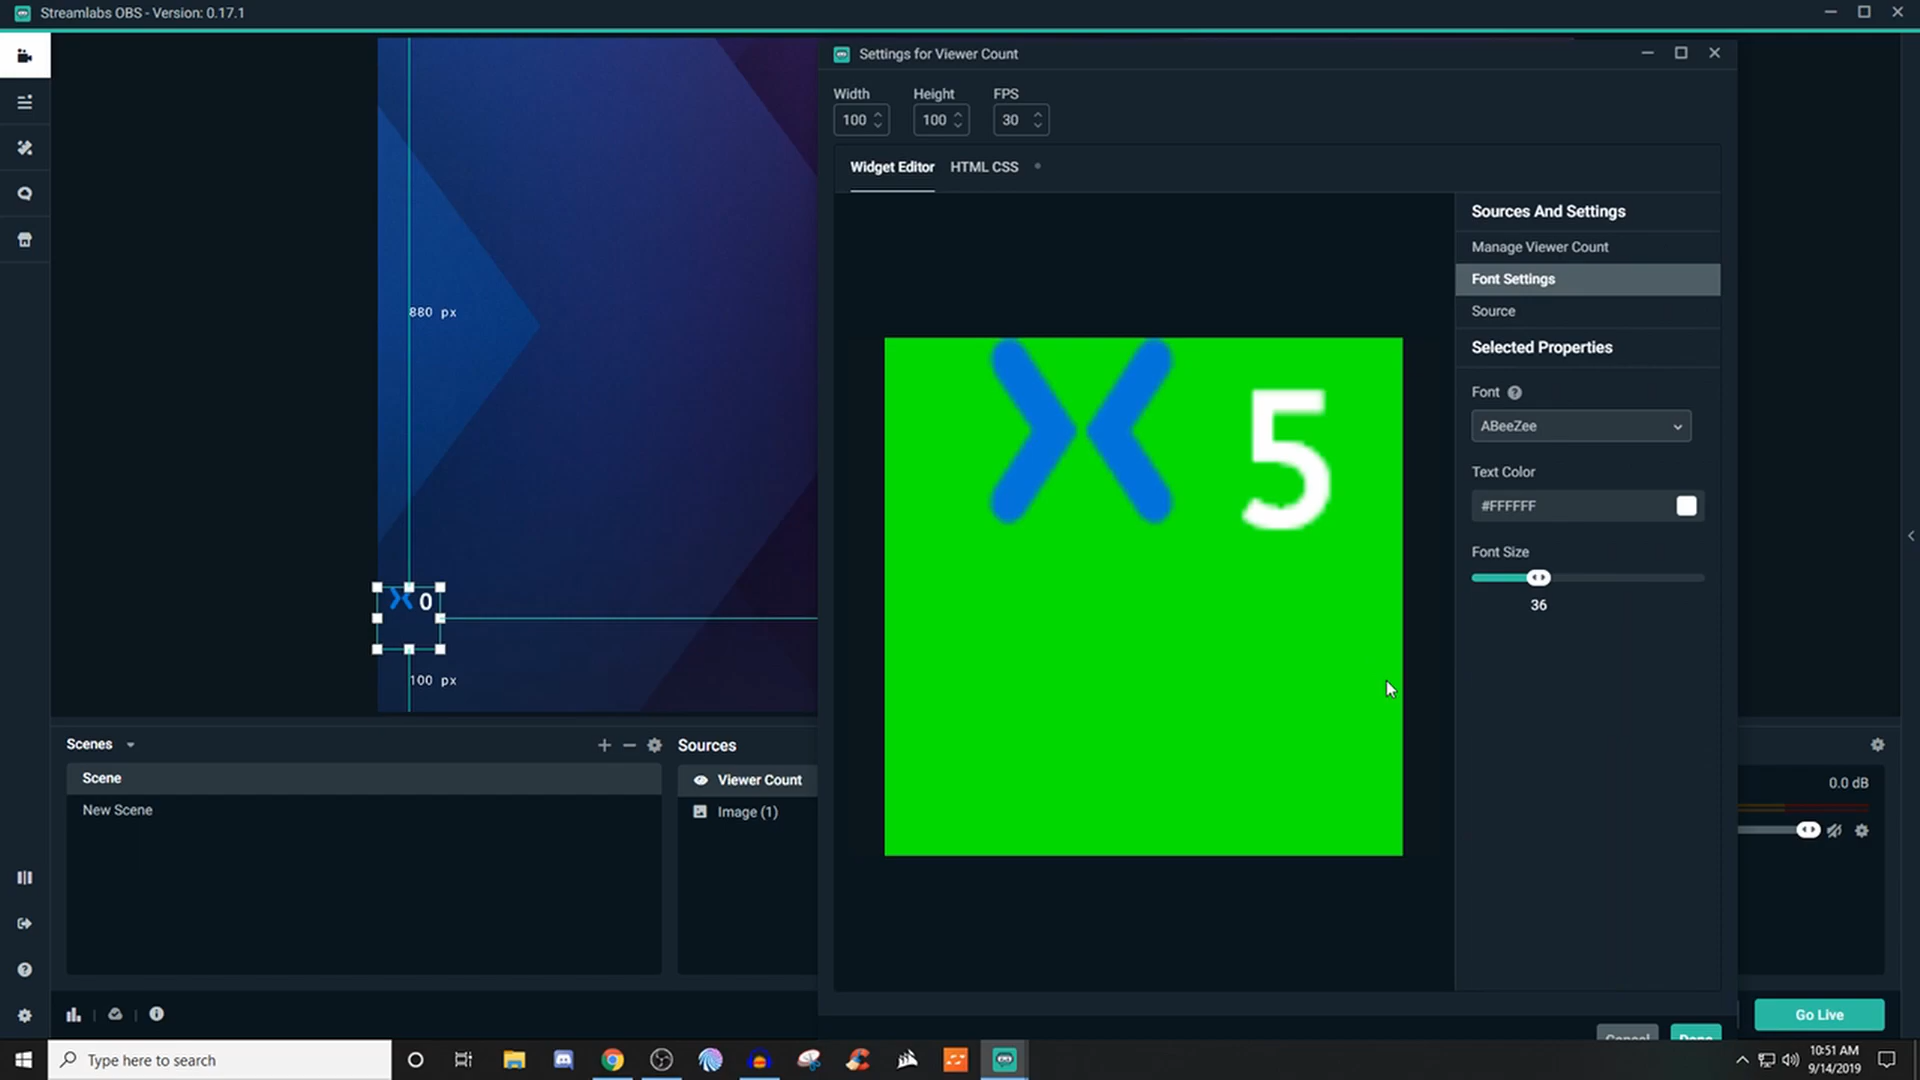 Streamlabs OBS - Version: 0.17.1
Settings for Viewer Count
Width
Height
FPS
100
100
30
Widget Editor
HTML CSS
Sources And Settings
Manage Viewer Count
Font Settings
Source
Selected Properties
Font
ABeeZee
Text Color
#FFFFFF
Font Size
36
5
880 px
0
100 px
Scenes
Scene
New Scene
Sources
Viewer Count
Image (1)
0.0 dB
Cancel
Done
Go Live
Type here to search
10:51 AM
9/14/2019